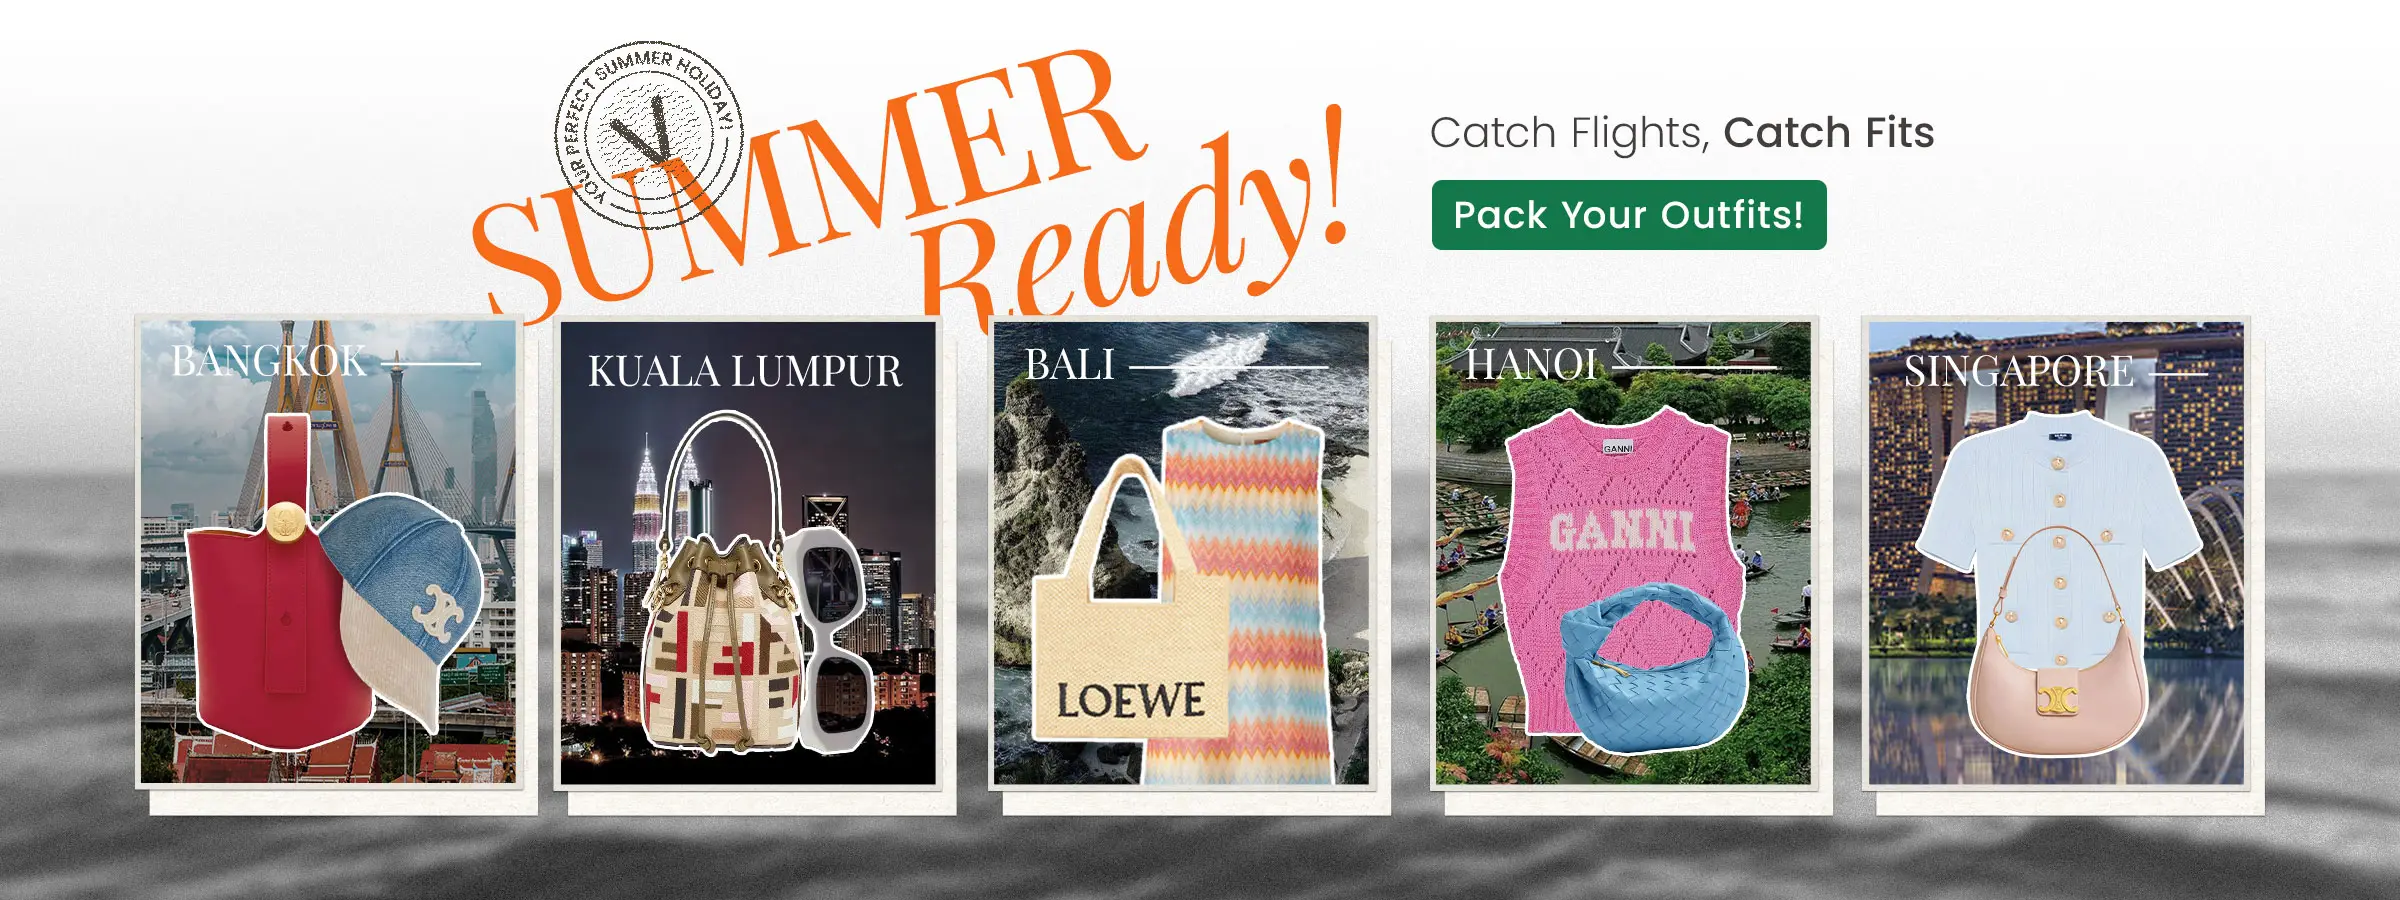 YOUR PERFECT SUMMER HOLIDAY!
V
SUMMER
Ready!
Catch Flights, Catch Fits
Pack Your Outfits!
BANGKOK
KUALA LUMPUR
BALI
LOEWE
HANOI
GANNI
GANNI
SINGAPORE